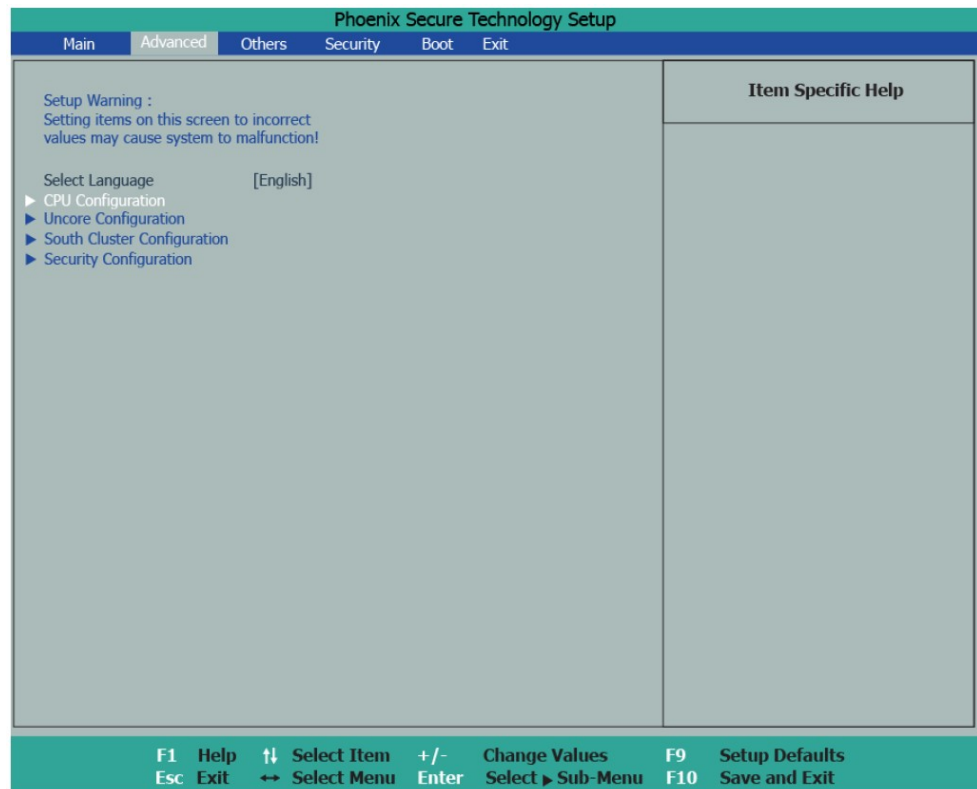 Phoenix Secure Technology Setup
Main Advanced Others Security Boot Exit
Setup Warning :
Setting items on this screen to incorrect
values may cause system to malfunction!
Select Language [English]
▶ CPU Configuration
▶ Uncore Configuration
▶ South Cluster Configuration
▶ Security Configuration
Item Specific Help
F1 Help ↑↓ Select Item +/- Change Values F9 Setup Defaults
Esc Exit ↔ Select Menu Enter Select ▶ Sub-Menu F10 Save and Exit